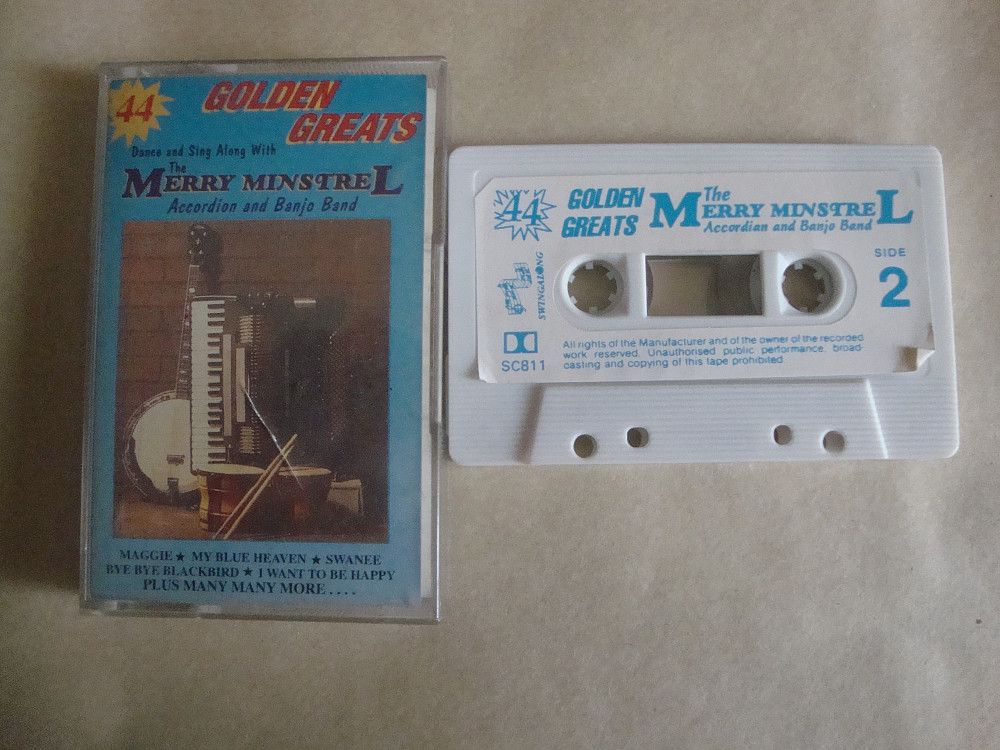 44
GOLDEN
GREATS
Dance and Sing Along With
The
MERRY MINSTREL
Accordion and Banjo Band
MAGGIE ★ MY BLUE HEAVEN ★ SWANEE
BYE BYE BLACKBIRD ★ I WANT TO BE HAPPY
PLUS MANY MANY MORE....
44
GOLDEN
GREATS
The
MERRY MINSTREL
Accordian and Banjo Band
SIDE
2
SWINGALONG
SC811
All rights of the Manufacturer and of the owner of the recorded
work reserved. Unauthorised public performance, broad-
casting and copying of this tape prohibited